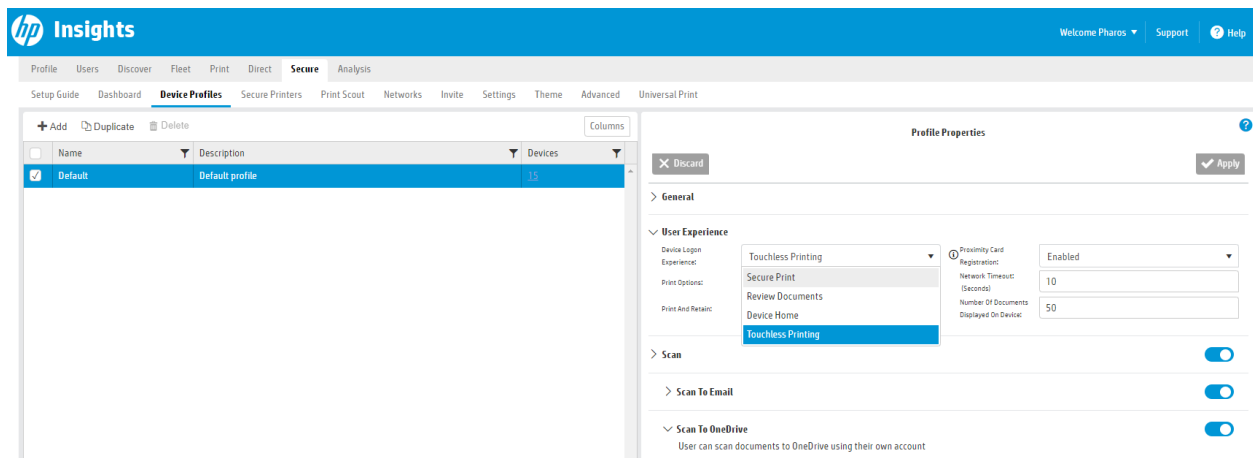 hp Insights
Welcome Pharos Support ? Help
Profile Users Discover Fleet Print Direct Secure Analysis
Setup Guide Dashboard Device Profiles Secure Printers Print Scout Networks Invite Settings Theme Advanced Universal Print
Add Duplicate Delete Columns
Name Description Devices
Default Default profile 15
Profile Properties ?
Discard Apply
General
User Experience
Device Logon Experience: Touchless Printing
Secure Print
Review Documents
Device Home
Touchless Printing
Print Options:
Print And Retain:
Proximity Card Registration: Enabled
Network Timeout: (Seconds) 10
Number Of Documents Displayed On Device: 50
Scan
Scan To Email
Scan To OneDrive
User can scan documents to OneDrive using their own account